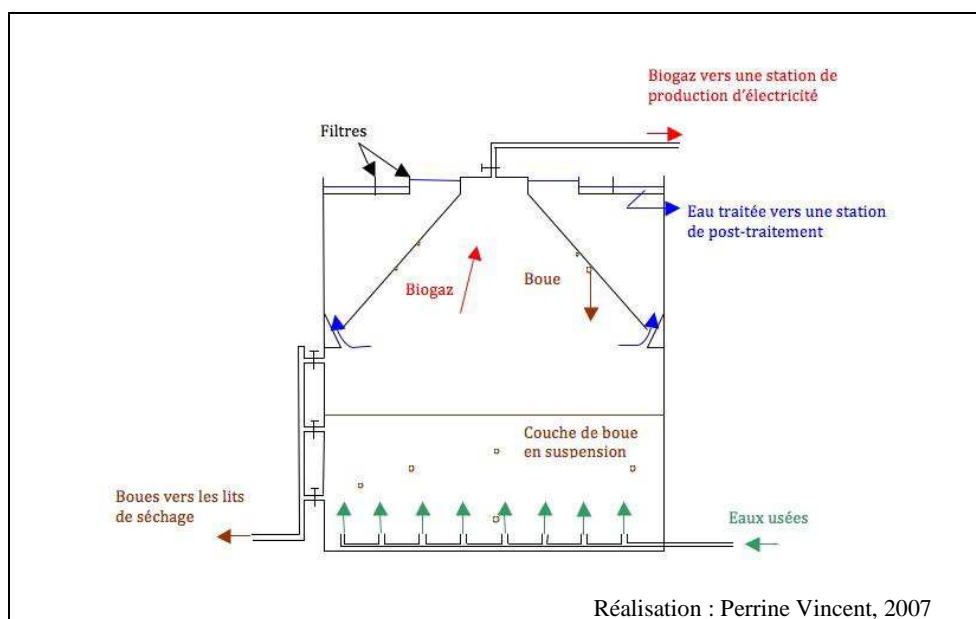 Biogaz vers une station de
production d'électricité
Filtres
Eau traitée vers une station
de post-traitement
Biogaz
Boue
Couche de boue
en suspension
Boues vers les lits
de séchage
Eaux usées
Réalisation : Perrine Vincent, 2007